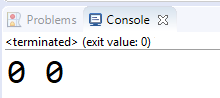 Problems Console
<terminated> (exit value: 0)
0 0